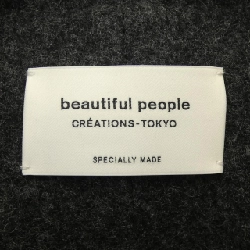 beautiful people
CRÉATIONS-TOKYO
SPECIALLY MADE